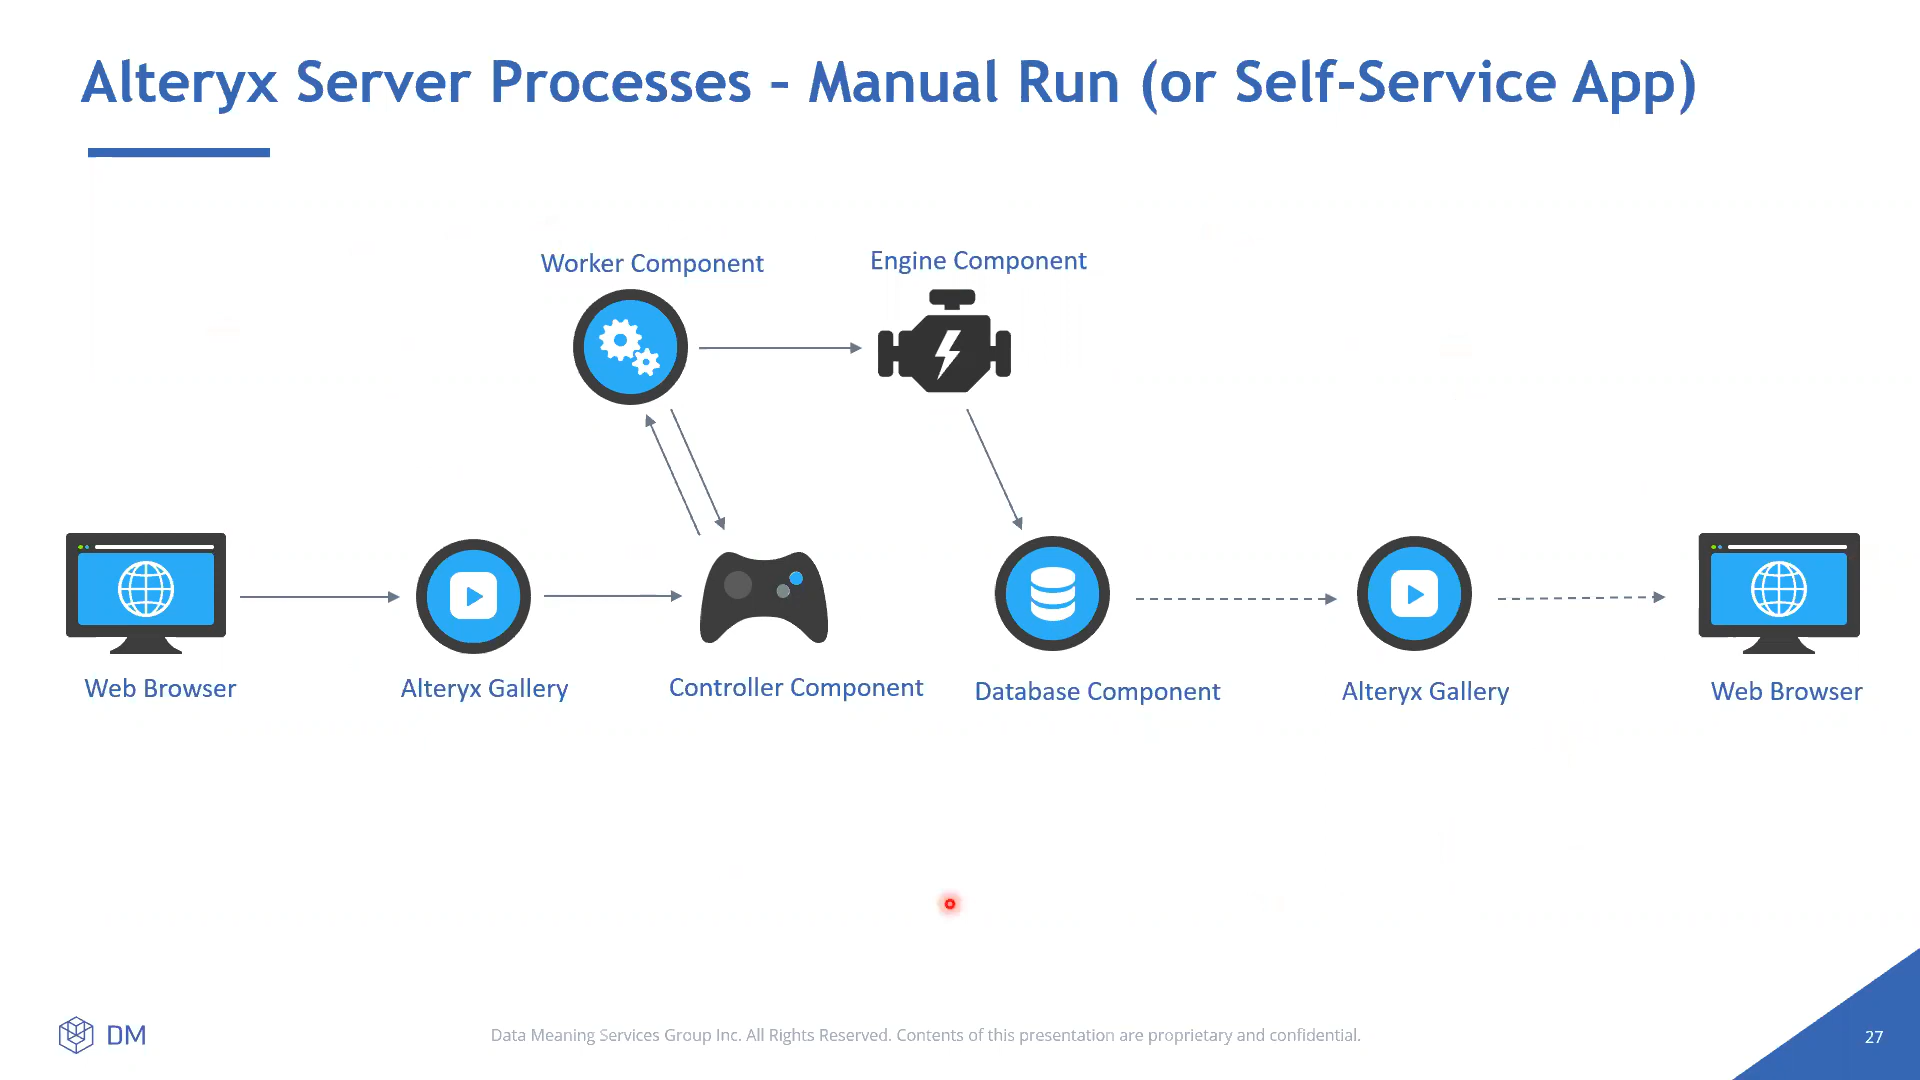 Alteryx Server Processes – Manual Run (or Self-Service App)
Worker Component
Engine Component
Web Browser
Alteryx Gallery
Controller Component
Database Component
Alteryx Gallery
Web Browser
DM
Data Meaning Services Group Inc. All Rights Reserved. Contents of this presentation are proprietary and confidential.
27